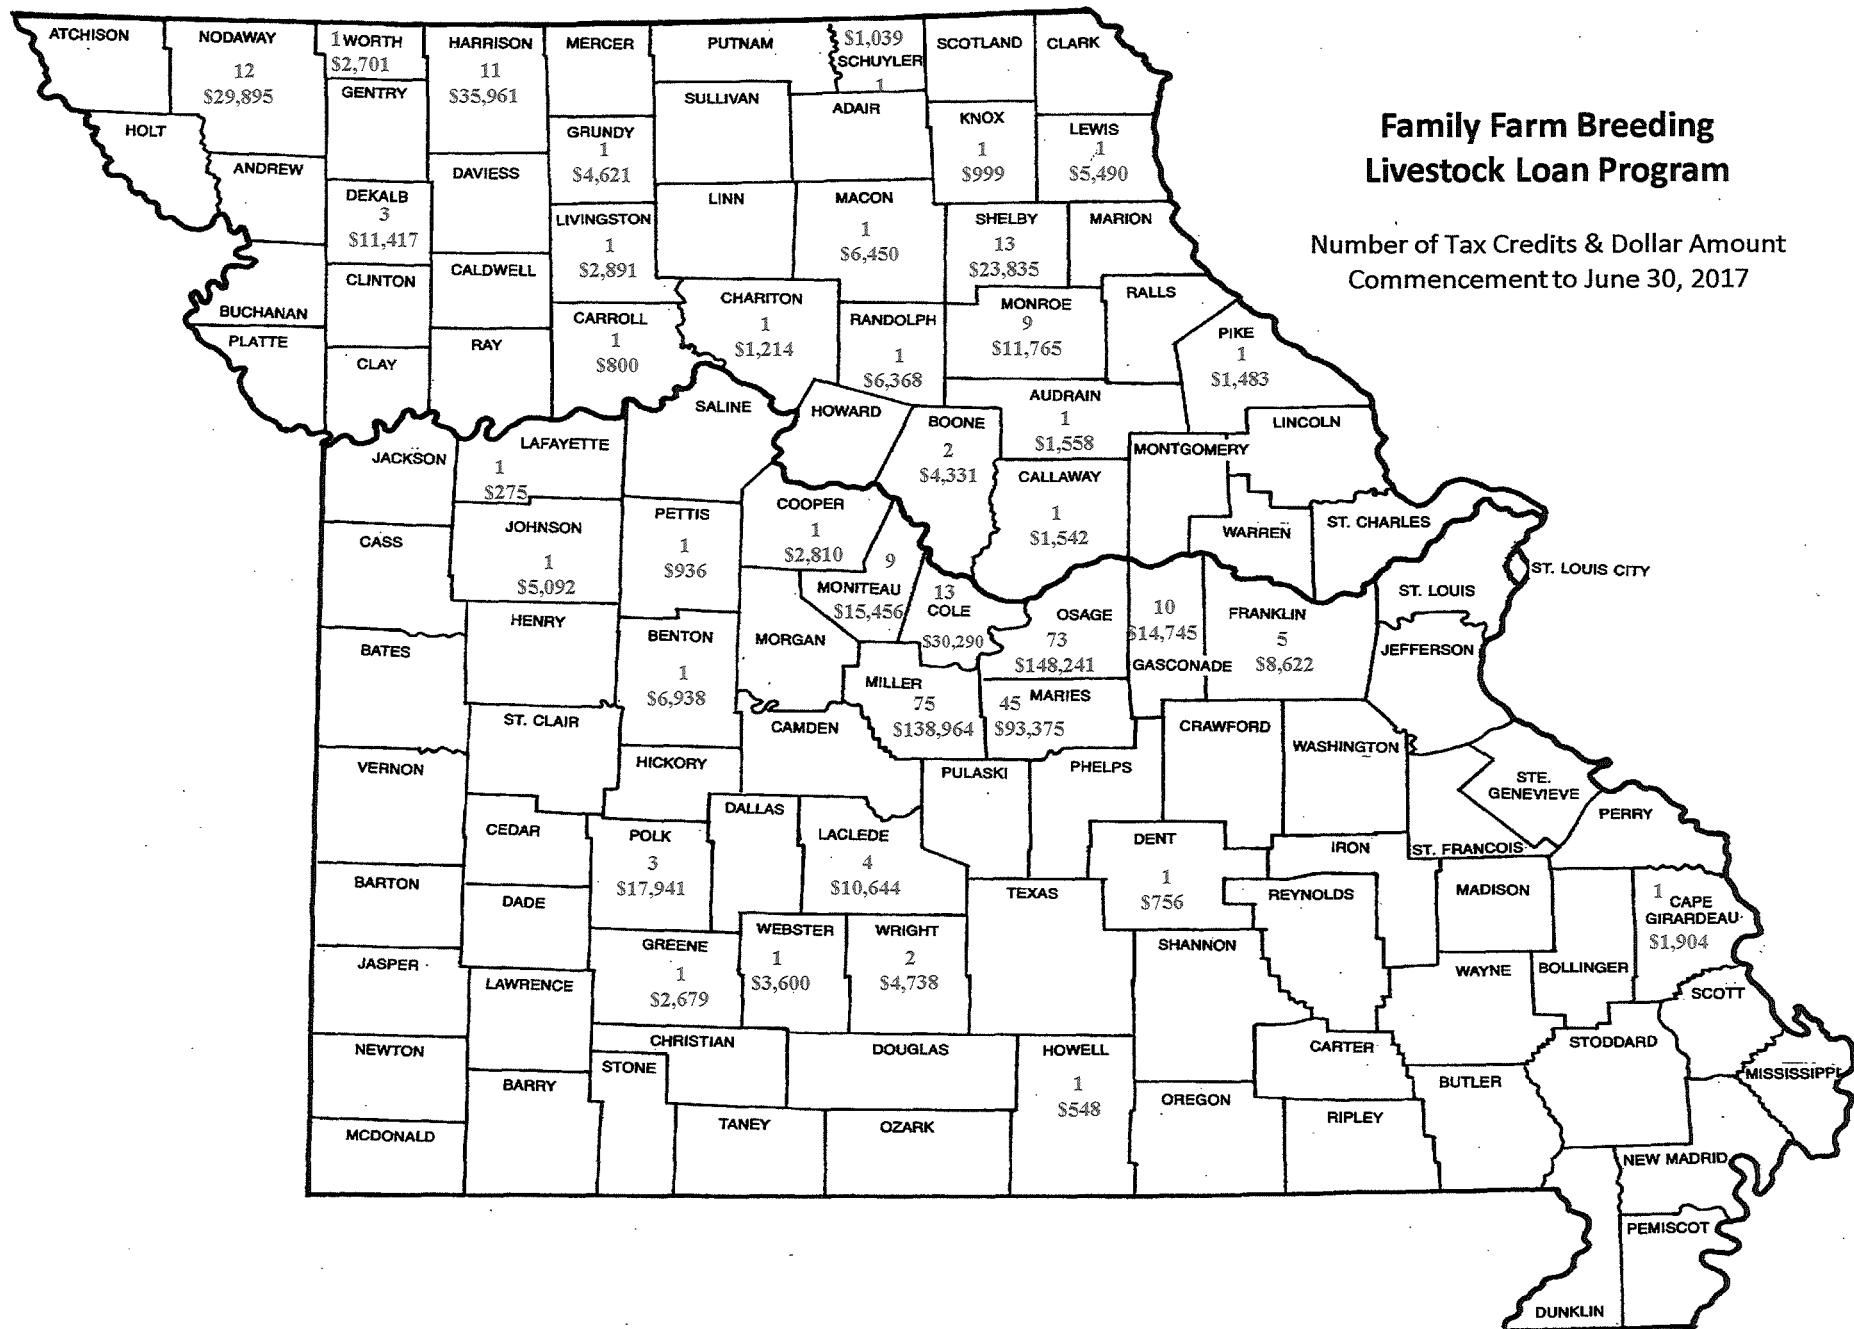 Family Farm Breeding
Livestock Loan Program
Number of Tax Credits & Dollar Amount
Commencement to June 30, 2017
ATCHISON
NODAWAY
12
$29,895
1 WORTH
$2,701
HARRISON
11
$35,961
MERCER
PUTNAM
$1,039
SCHUYLER
1
SCOTLAND
CLARK
GENTRY
SULLIVAN
ADAIR
HOLT
ANDREW
DAVIESS
GRUNDY
1
$4,621
KNOX
1
$999
LEWIS
1
$5,490
DEKALB
3
$11,417
LIVINGSTON
1
$2,891
LINN
MACON
1
$6,450
SHELBY
13
$23,835
MARION
BUCHANAN
CLINTON
CALDWELL
CARROLL
1
$800
CHARITON
1
$1,214
RANDOLPH
1
$6,368
MONROE
9
$11,765
RALLS
PIKE
1
$1,483
PLATTE
CLAY
RAY
SALINE
HOWARD
BOONE
2
$4,331
AUDRAIN
1
$1,558
MONTGOMERY
LINCOLN
JACKSON
LAFAYETTE
1
$275
CALLAWAY
1
$1,542
WARREN
ST. CHARLES
CASS
JOHNSON
1
$5,092
PETTIS
1
$936
COOPER
1
$2,810
9
MONITEAU
$15,456
13
COLE
$30,290
OSAGE
73
$148,241
10
$14,745
GASCONADE
FRANKLIN
5
$8,622
ST. LOUIS
ST. LOUIS CITY
JEFFERSON
BATES
HENRY
BENTON
1
$6,938
MORGAN
MILLER
75
$138,964
MARIES
45
$93,375
ST. CLAIR
CAMDEN
CRAWFORD
WASHINGTON
VERNON
HICKORY
PULASKI
PHELPS
STE.
GENEVIEVE
PERRY
CEDAR
POLK
3
$17,941
DALLAS
LACLEDE
4
$10,644
DENT
1
$756
IRON
ST. FRANCOIS
BARTON
DADE
TEXAS
REYNOLDS
MADISON
1
CAPE
GIRARDEAU
$1,904
JASPER
LAWRENCE
GREENE
1
$2,679
WEBSTER
1
$3,600
WRIGHT
2
$4,738
SHANNON
WAYNE
BOLLINGER
SCOTT
NEWTON
CHRISTIAN
DOUGLAS
HOWELL
1
$548
CARTER
STODDARD
MISSISSIPPI
BARRY
STONE
OREGON
BUTLER
MCDONALD
TANEY
OZARK
RIPLEY
NEW MADRID
PEMISCOT
DUNKLIN